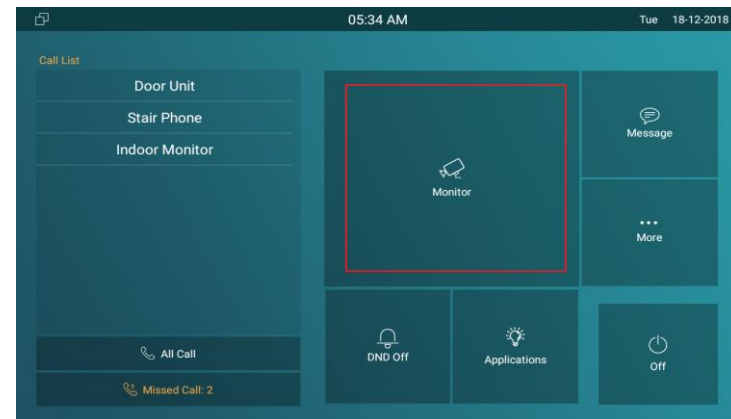 05:34 AM
Tue 18-12-2018
Call List
Door Unit
Stair Phone
Indoor Monitor
All Call
Missed Call: 2
Monitor
Message
More
DND Off
Applications
Off